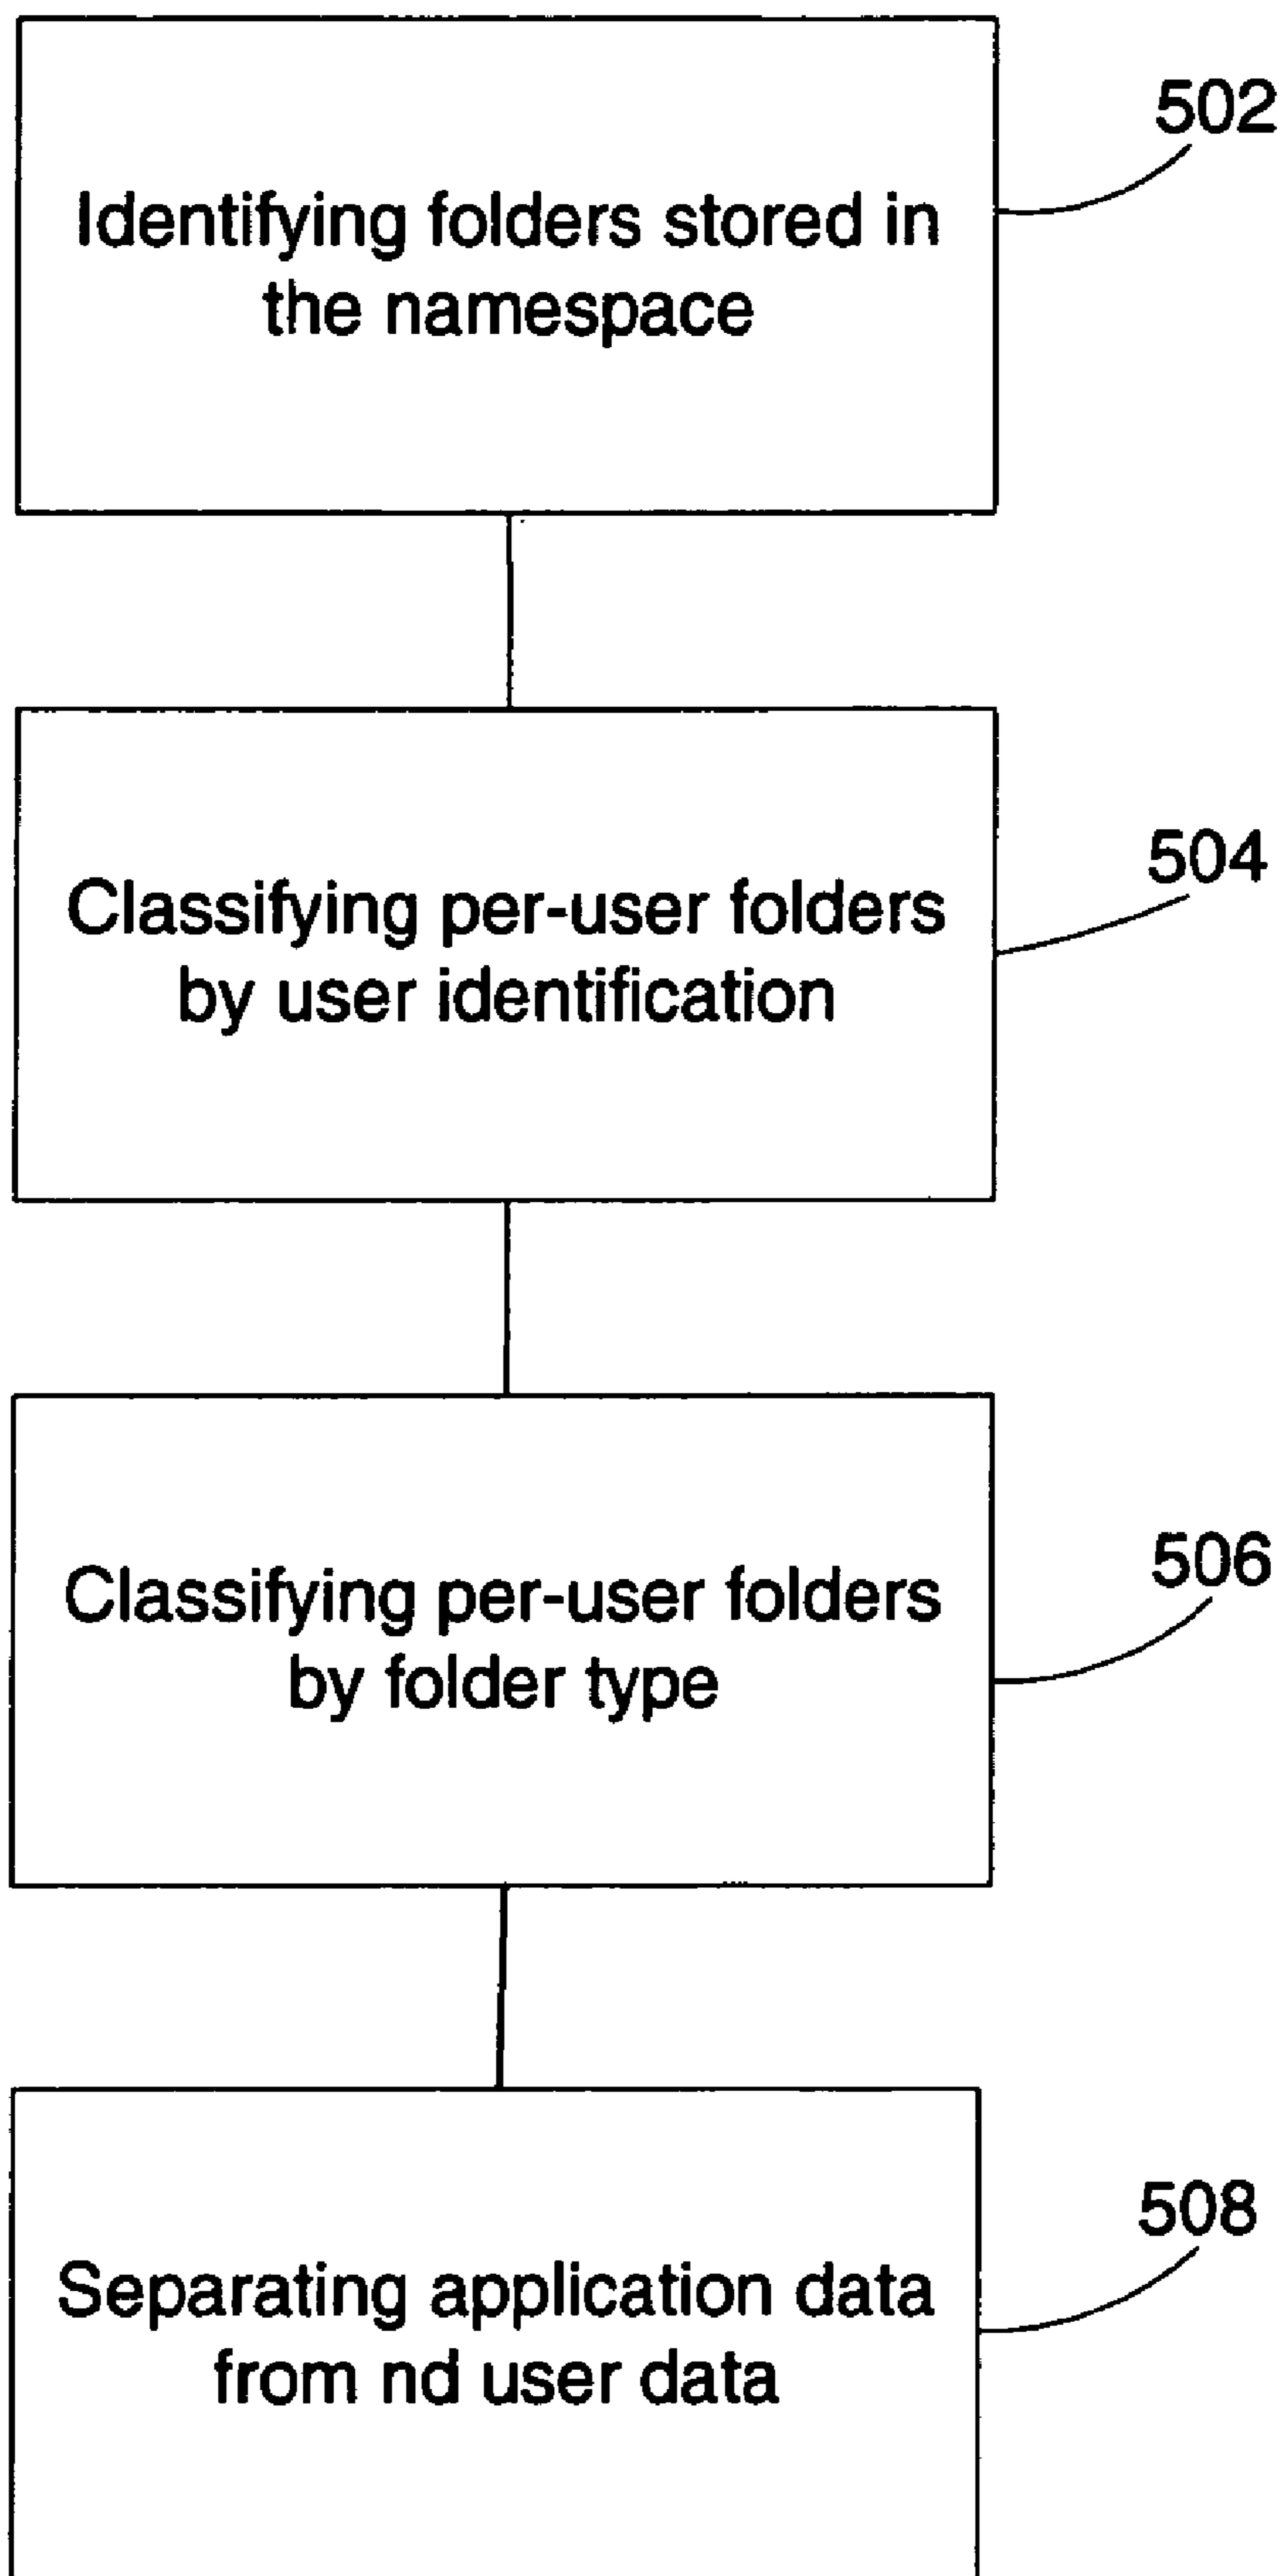 502
Identifying folders stored in
the namespace
504
Classifying per-user folders
by user identification
506
Classifying per-user folders
by folder type
508
Separating application data
from nd user data